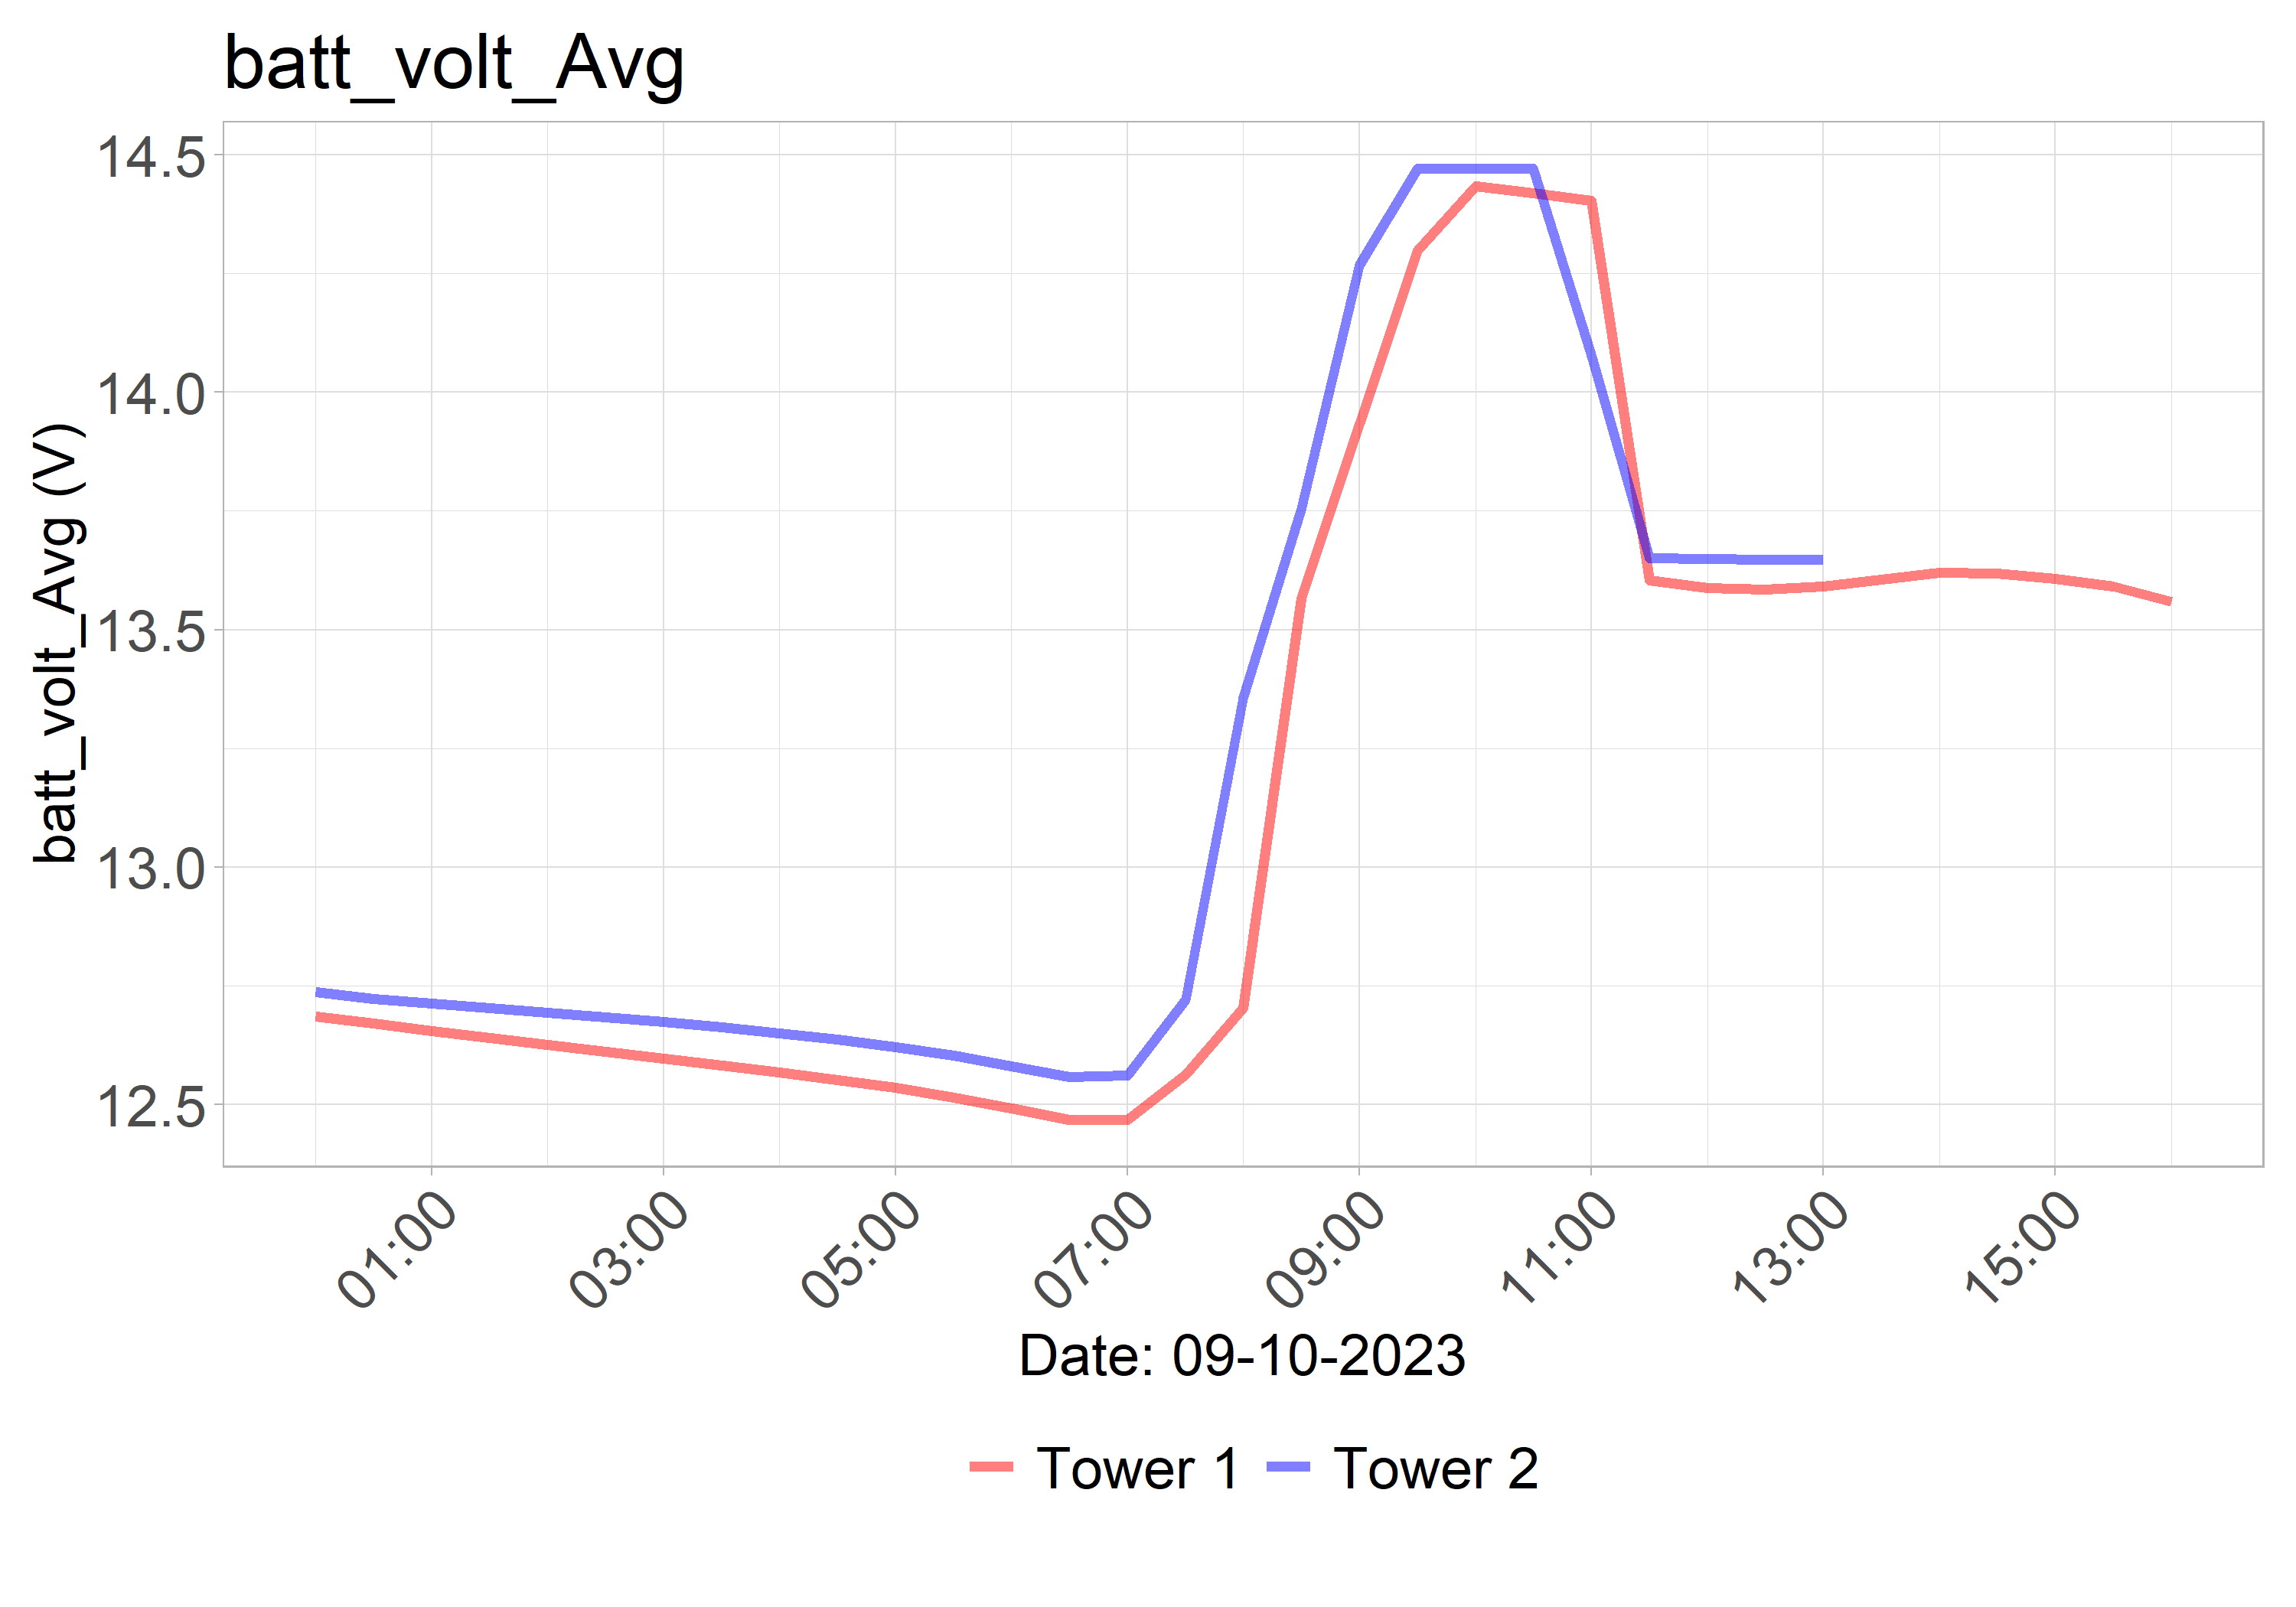 batt_volt_Avg
batt_volt_Avg (V)
14.5
14.0
13.5
13.0
12.5
01:00
03:00
05:00
07:00
09:00
11:00
13:00
15:00
Date: 09-10-2023
Tower 1
Tower 2